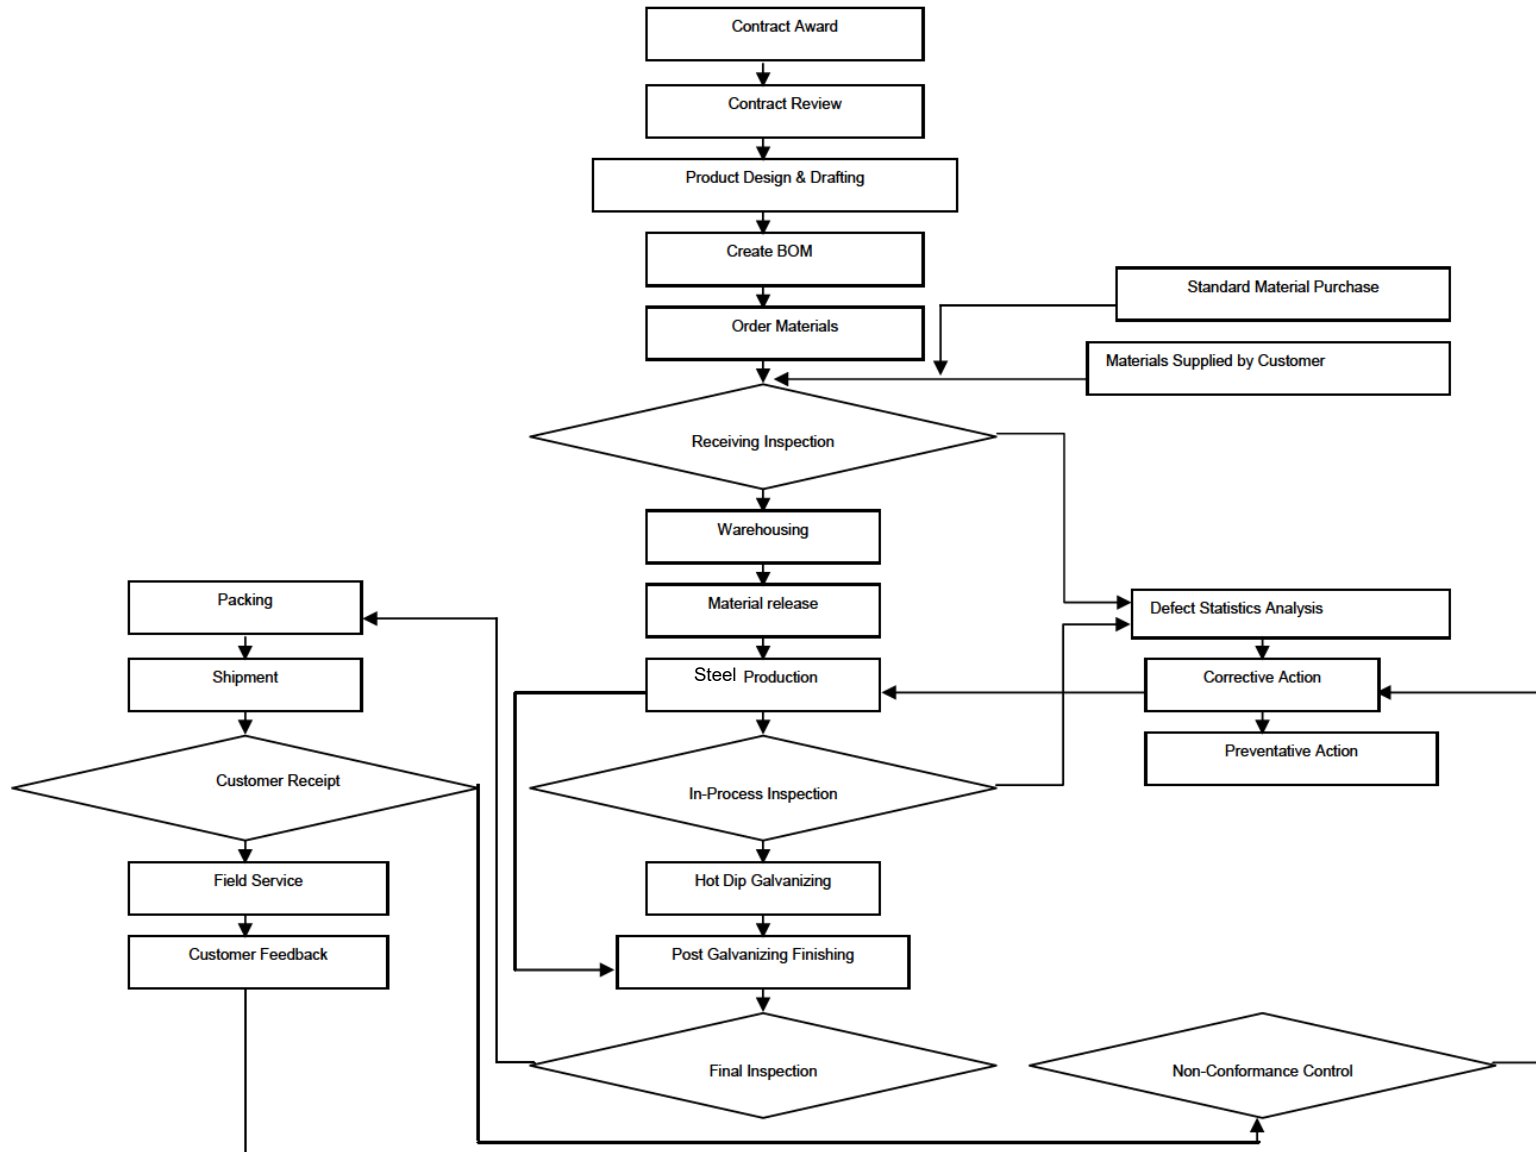 Contract Award
Contract Review
Product Design & Drafting
Create BOM
Standard Material Purchase
Order Materials
Materials Supplied by Customer
Receiving Inspection
Warehousing
Packing
Material release
Defect Statistics Analysis
Shipment
Steel Production
Corrective Action
Preventative Action
Customer Receipt
In-Process Inspection
Field Service
Hot Dip Galvanizing
Customer Feedback
Post Galvanizing Finishing
Final Inspection
Non-Conformance Control